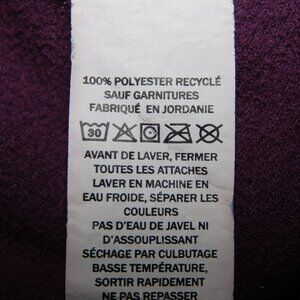 100% POLYESTER RECYCLÉ
SAUF GARNITURES
FABRIQUÉ EN JORDANIE
30
AVANT DE LAVER, FERMER
TOUTES LES ATTACHES
LAVER EN MACHINE EN
EAU FROIDE, SÉPARER LES
COULEURS
PAS D'EAU DE JAVEL NI
D'ASSOUPLISSANT
SÉCHAGE PAR CULBUTAGE
BASSE TEMPÉRATURE,
SORTIR RAPIDEMENT
NE PAS REPASSER